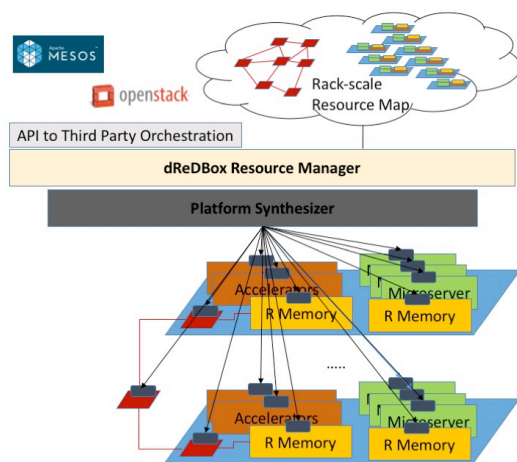 Apache
MESOS
openstack
Rack-scale
Resource Map
API to Third Party Orchestration
dReDBox Resource Manager
Platform Synthesizer
Accelerators
Microserver
R Memory
R Memory
.....
Accelerators
Microserver
R Memory
R Memory